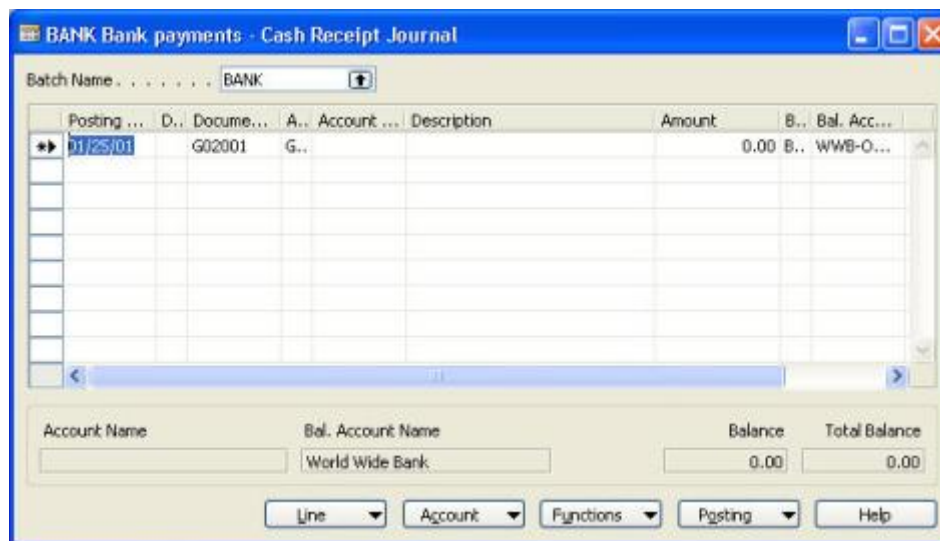 BANK Bank payments - Cash Receipt Journal
Batch Name . . . . . . . BANK
Posting ... D.. Docume... A.. Account ... Description Amount B.. Bal. Acc...
01/25/01 G02001 G.. 0.00 B.. WWB-O...
Account Name Bal. Account Name Balance Total Balance
World Wide Bank 0.00 0.00
Line Account Functions Posting Help